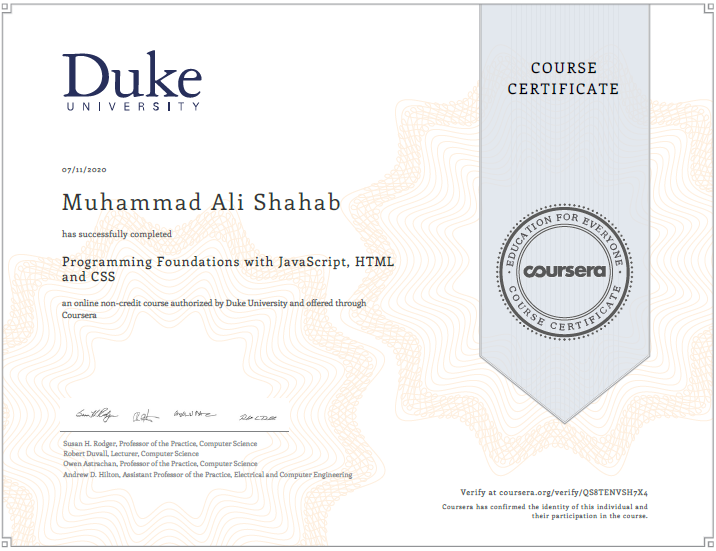 Duke
UNIVERSITY
COURSE
CERTIFICATE
07/11/2020
Muhammad Ali Shahab
has successfully completed
Programming Foundations with JavaScript, HTML
and CSS
an online non-credit course authorized by Duke University and offered through
Coursera
EDUCATION FOR EVERYONE
coursera
COURSE CERTIFICATE
Susan H. Rodger, Professor of the Practice, Computer Science
Robert Duvall, Lecturer, Computer Science
Owen Astrachan, Professor of the Practice, Computer Science
Andrew D. Hilton, Assistant Professor of the Practice, Electrical and Computer Engineering
Verify at coursera.org/verify/QS8TENVSH7X4
Coursera has confirmed the identity of this individual and
their participation in the course.